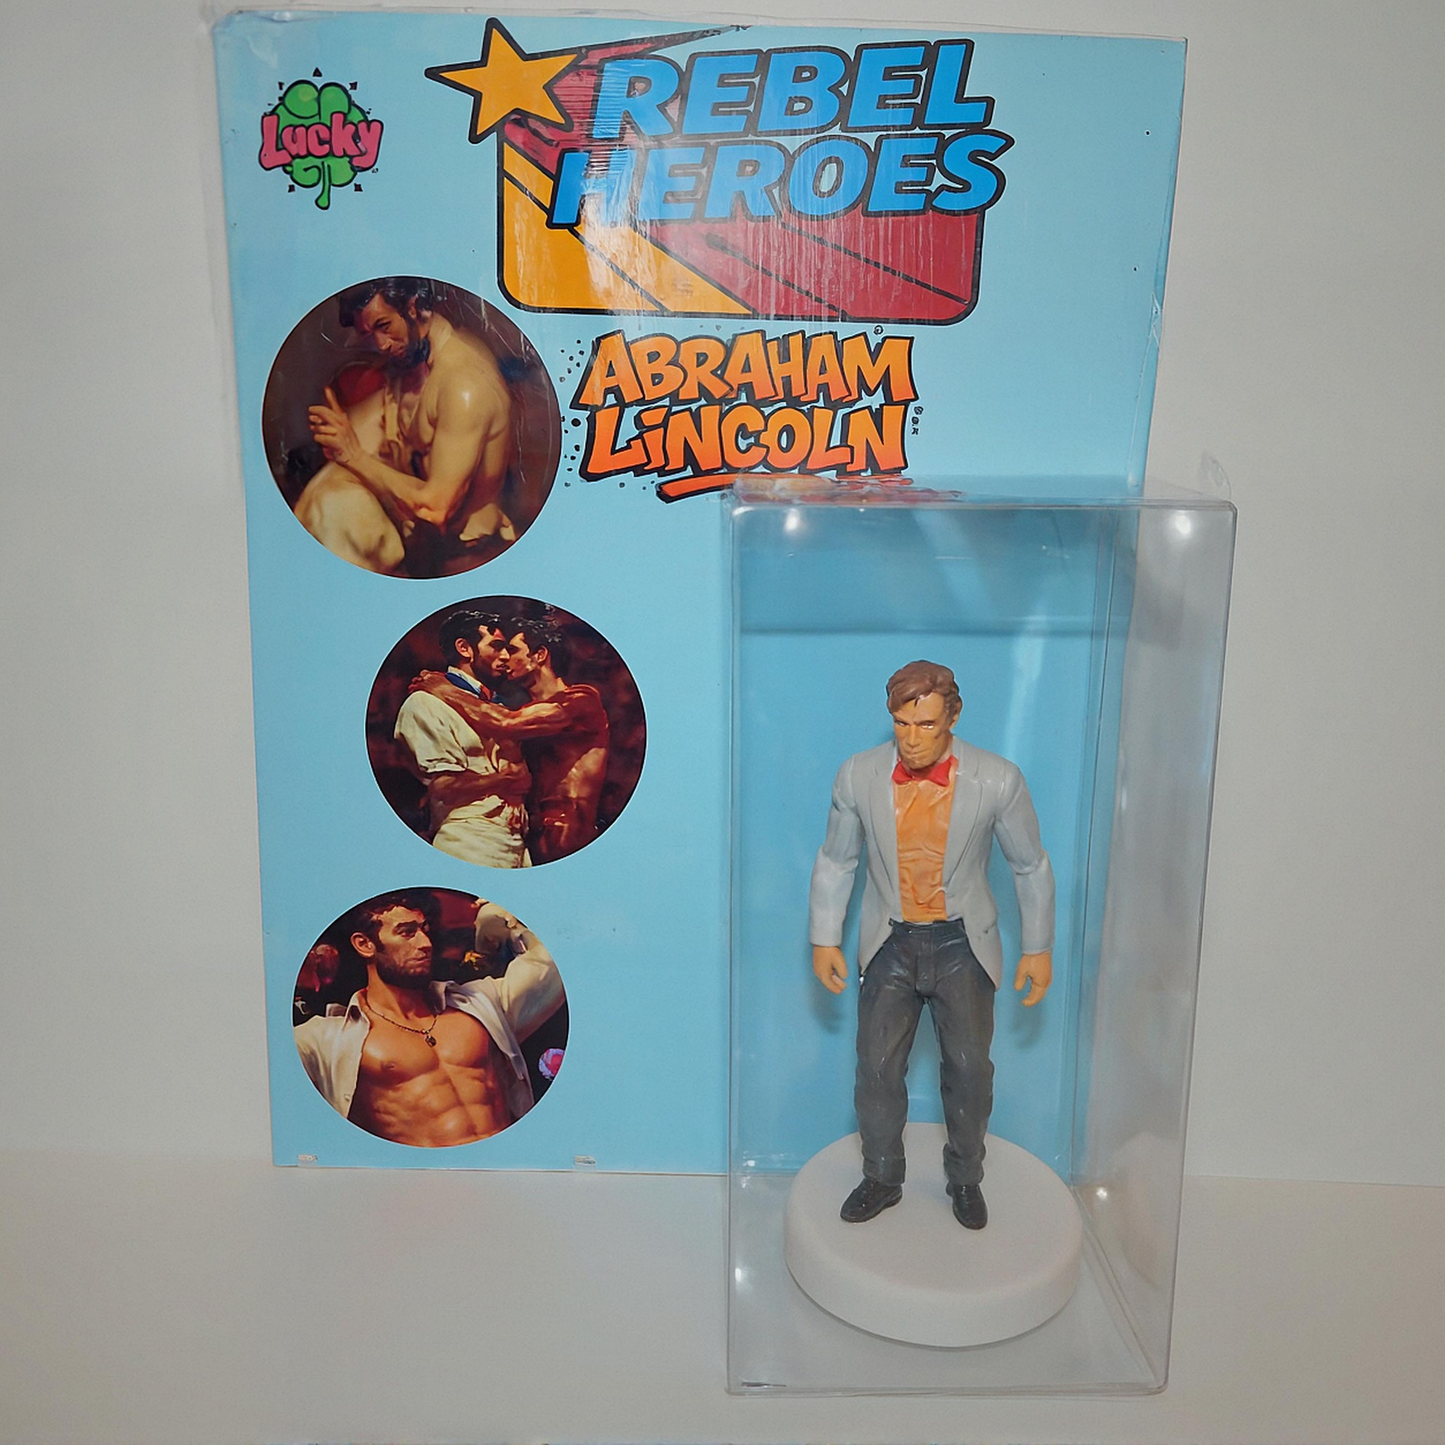 Lucky
REBEL
HEROES
ABRAHAM
LiNCOLN